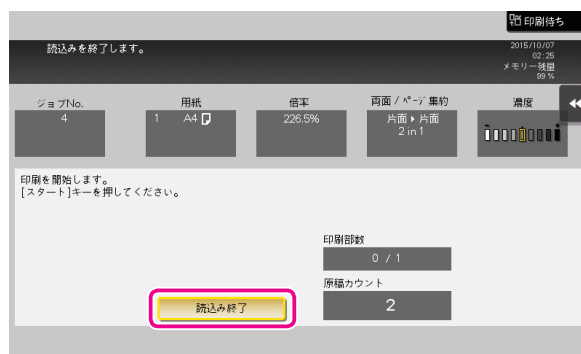 印刷待ち
読込みを終了します。
2015/10/07
02:25
メモリー残量
99 %
ジョブNo.
4
用紙
1 A4
倍率
226.5%
両面 / ﾍﾟｰｼﾞ集約
片面 ▶ 片面
2 in 1
濃度
- +
印刷を開始します。
[スタート]キーを押してください。
印刷部数
0 / 1
原稿カウント
2
読込み終了